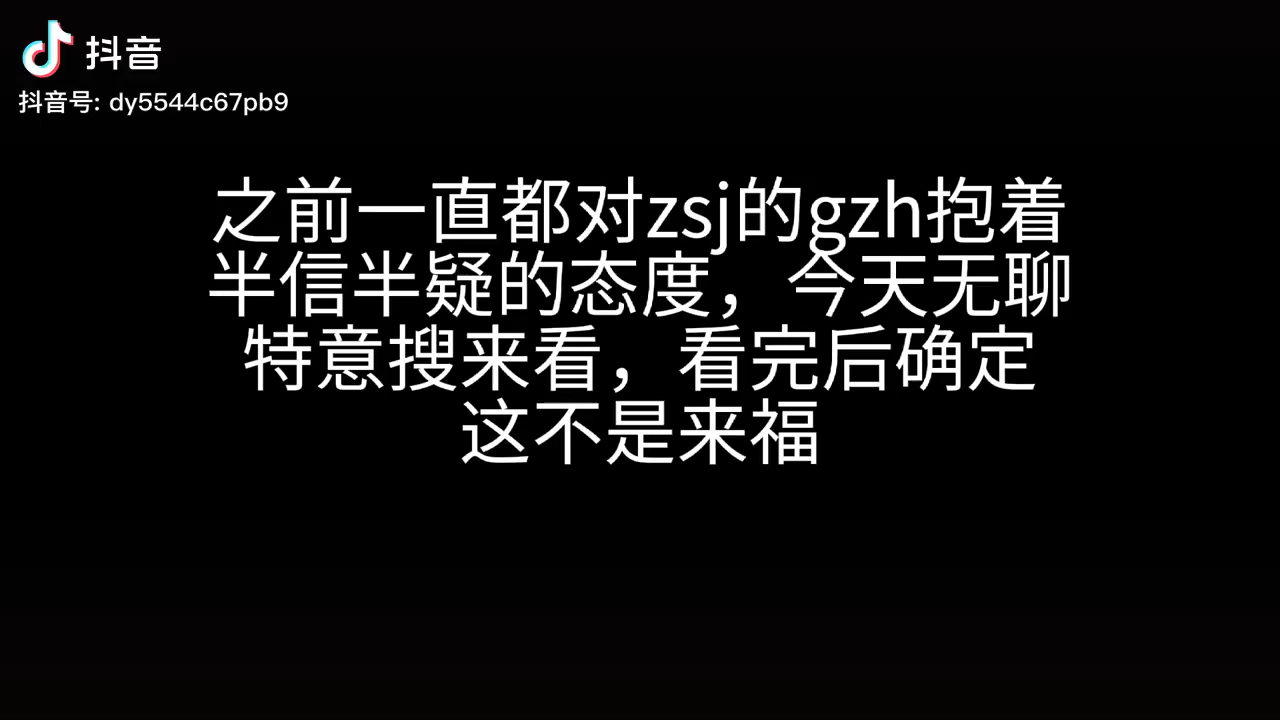 抖音
抖音号: dy5544c67pb9
之前一直都对zsj的gzh抱着
半信半疑的态度，今天无聊
特意搜来看，看完后确定
这不是来福